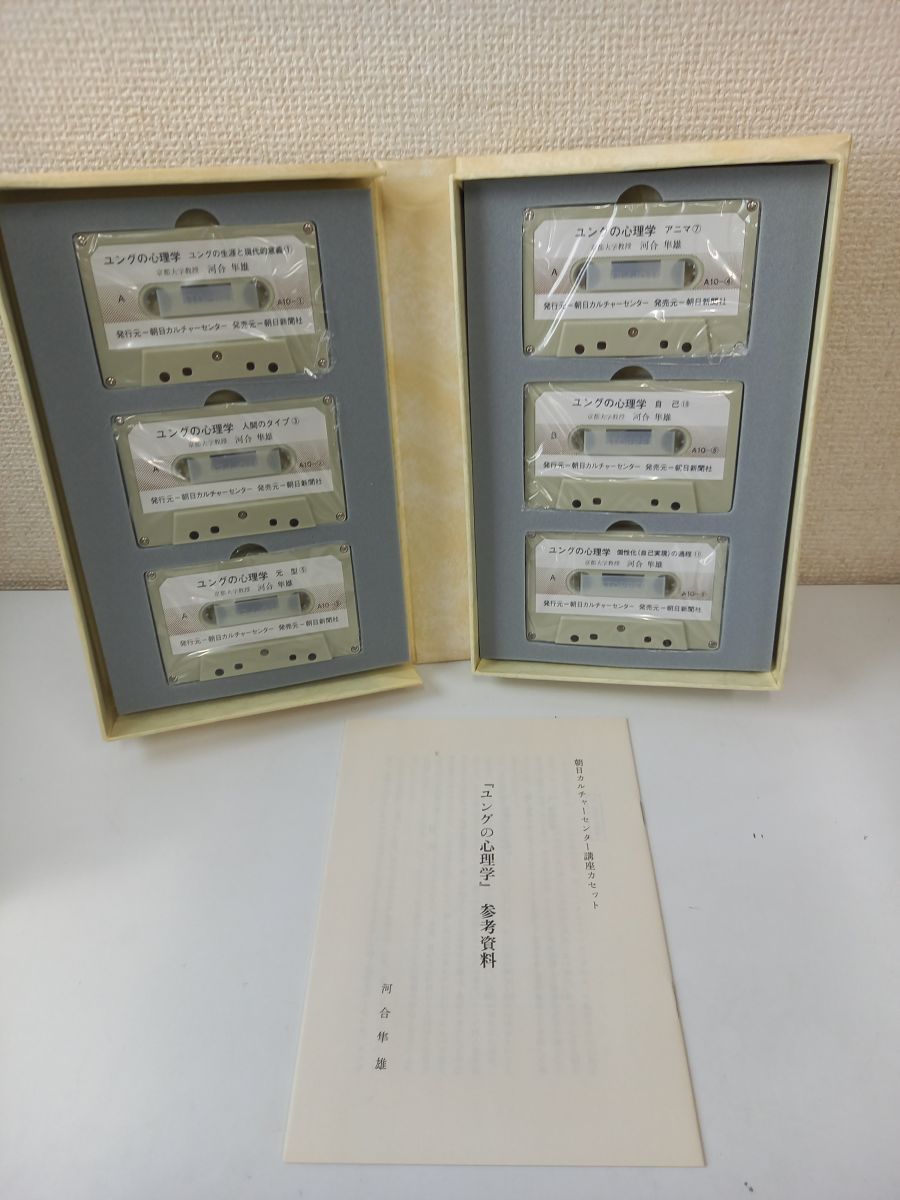 ユングの心理学 ユングの生涯と現代的意義①
京都大学教授 河合 隼雄
A
A10-①
発行元-朝日カルチャーセンター 発売元-朝日新聞社
ユングの心理学 人間のタイプ③
京都大学教授 河合 隼雄
A
A10-②
発行元-朝日カルチャーセンター 発売元-朝日新聞社
ユングの心理学 元 型⑤
京都大学教授 河合 隼雄
A
A10-③
発行元-朝日カルチャーセンター 発売元-朝日新聞社
ユングの心理学 アニマ⑦
京都大学教授 河合 隼雄
A
A10-④
発行元-朝日カルチャーセンター 発売元-朝日新聞社
ユングの心理学 自 己⑩
京都大学教授 河合 隼雄
B
A10-⑤
発行元-朝日カルチャーセンター 発売元-朝日新聞社
ユングの心理学 個性化(自己実現)の過程⑪
京都大学教授 河合 隼雄
A
発行元-朝日カルチャーセンター 発売元-朝日新聞社
朝日カルチャーセンター講座カセット
『ユングの心理学』 参考資料
河合隼雄